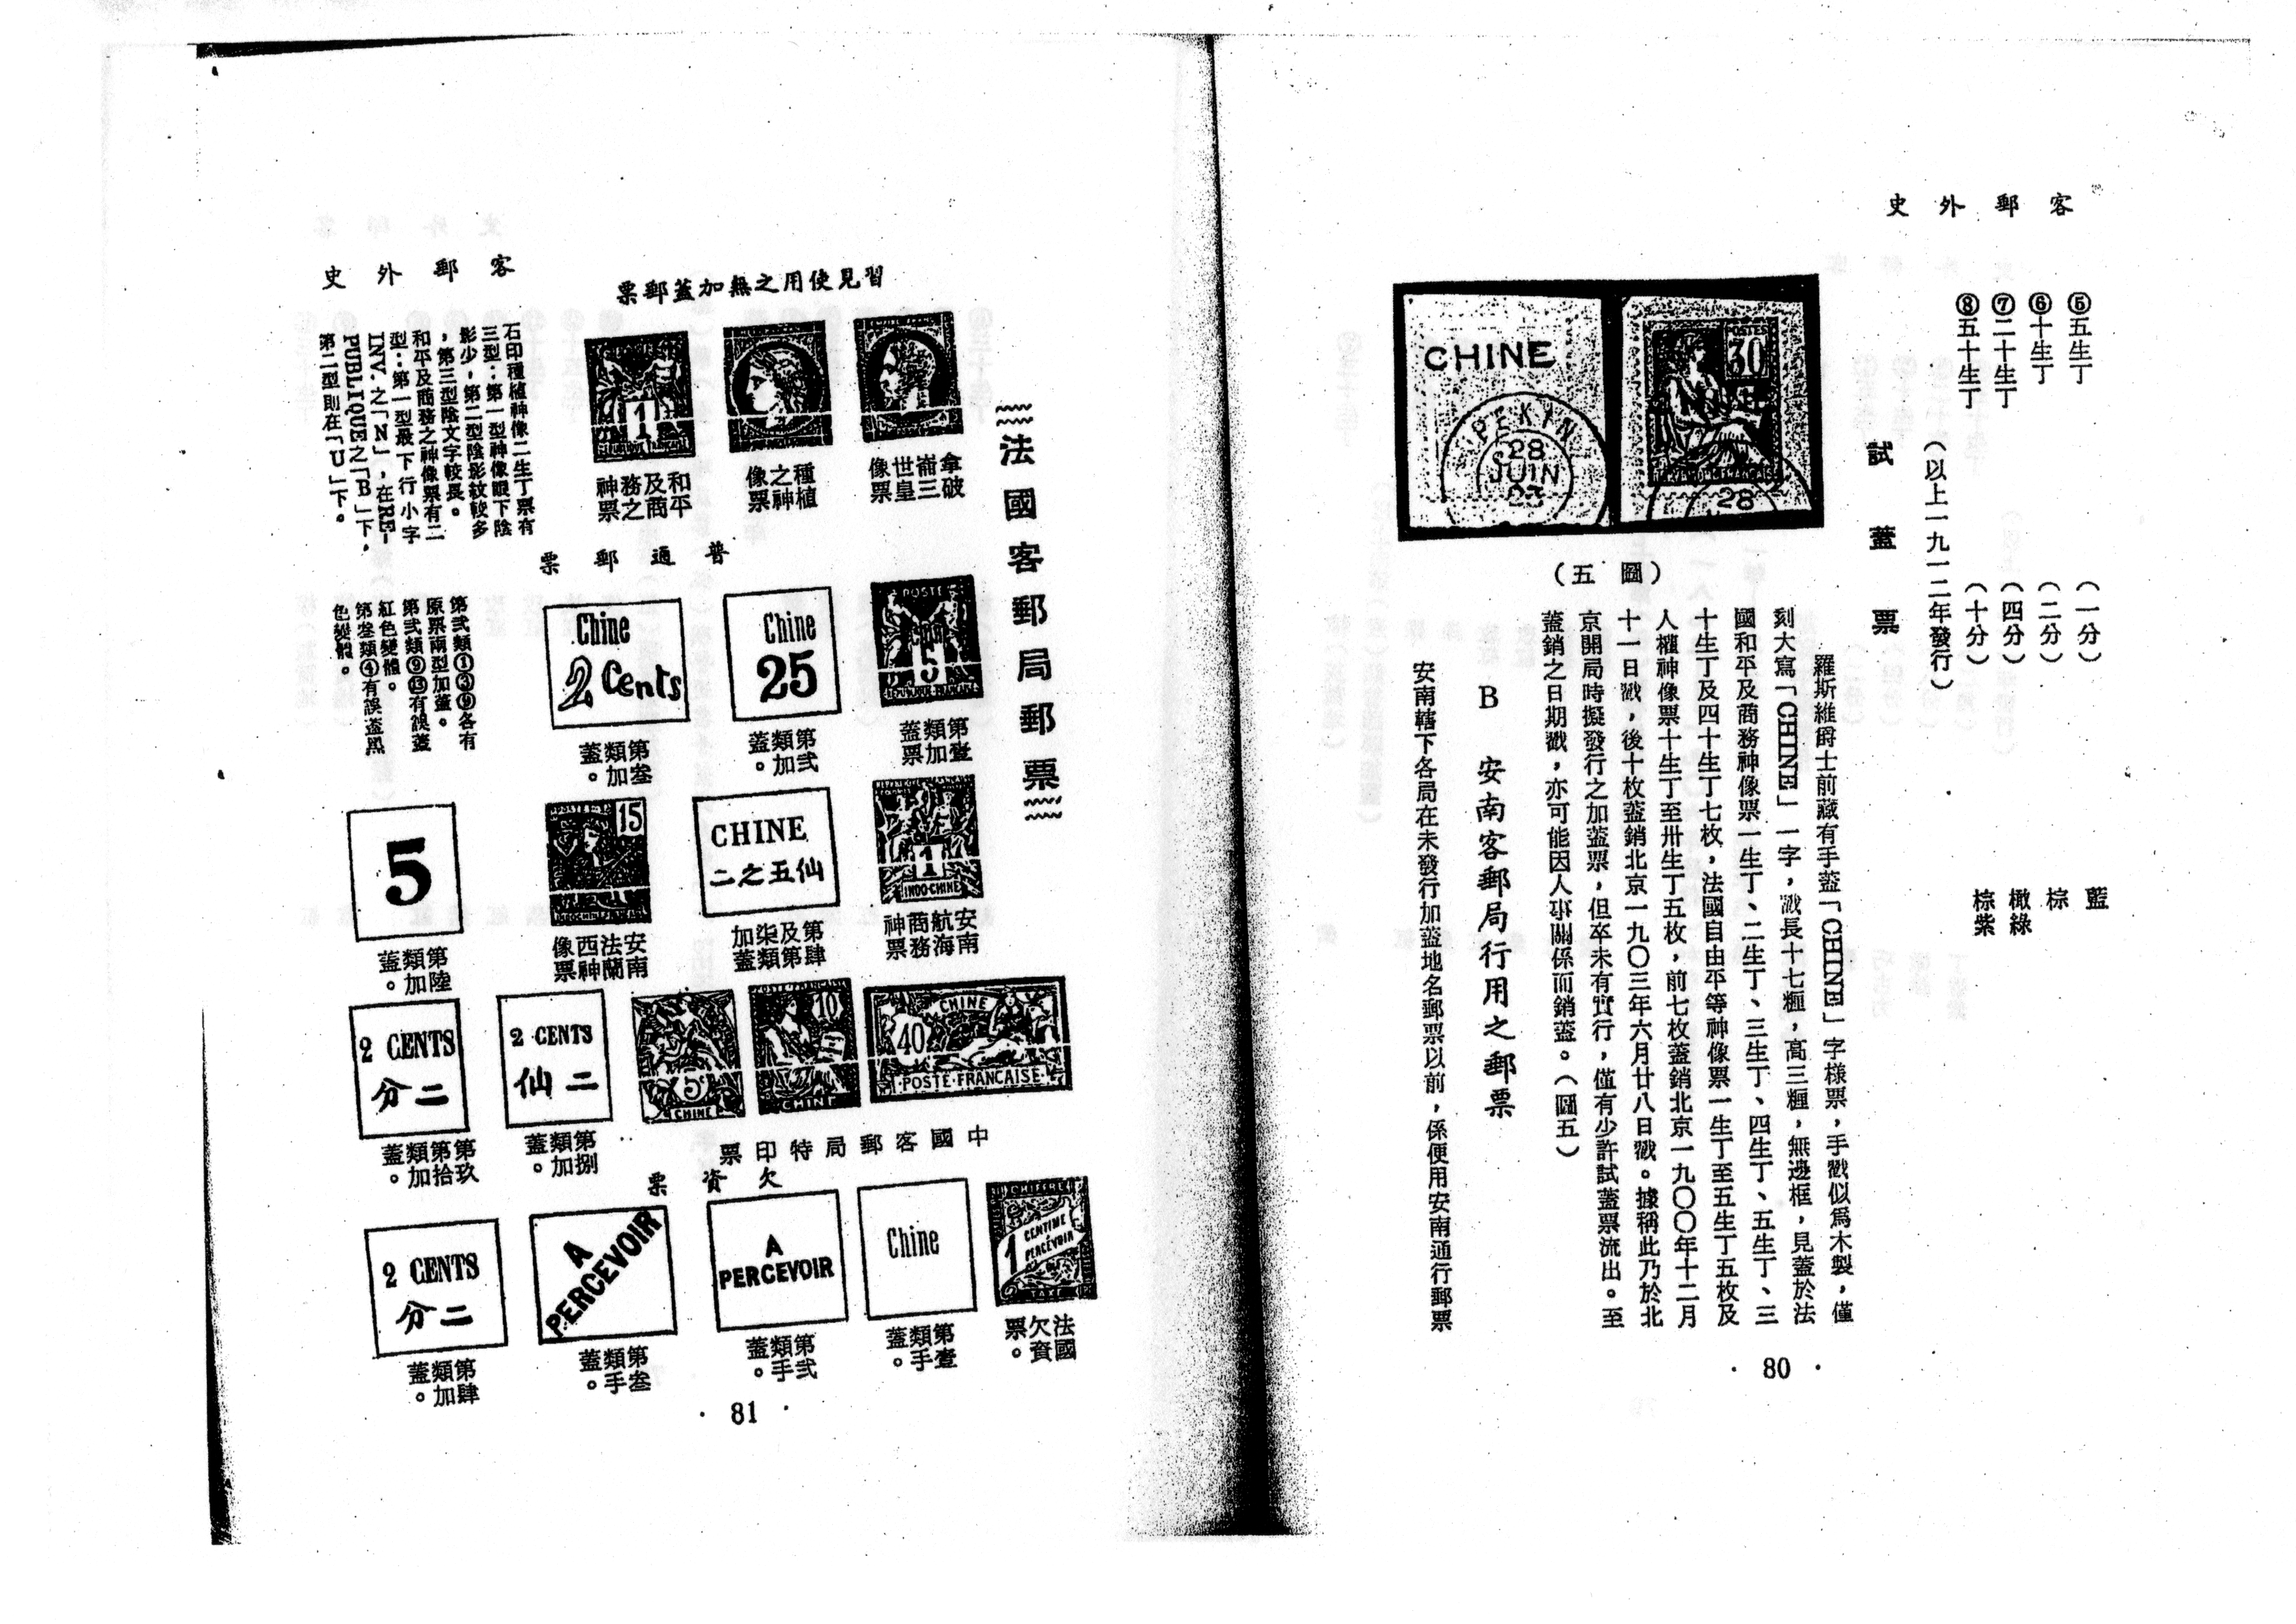 客郵外史
⑤五生丁 (一分) 藍
⑥十生丁 (二分) 棕
⑦二十生丁 (四分) 橄綠
⑧五十生丁 (十分) 棕紫
(以上一九一二年發行)
試蓋票
羅斯維爵士前藏有手蓋「CHINE」字樣票,手戳似爲木製,僅
刻大寫「CHINE」一字,戳長十七糎,高三糎,無邊框,見蓋於法
國和平及商務神像票一生丁、二生丁、三生丁、四生丁、五生丁、三
十生丁及四十生丁七枚,法國自由平等神像票一生丁至五生丁五枚及
人權神像票十生丁至卅生丁五枚,前七枚蓋銷北京一九〇〇年十二月
十一日戳,後十枚蓋銷北京一九〇三年六月廿八日戳。據稱此乃於北
京開局時擬發行之加蓋票,但卒未有實行,僅有少許試蓋票流出。至
蓋銷之日期戳,亦可能因人事關係而銷蓋。(圖五)
CHINE
PEKIN
28
JUIN
03
POSTES
30
28
(圖五)
B 安南客郵局行用之郵票
安南轄下各局在未發行加蓋地名郵票以前,係使用安南通行郵票
· 80 ·
客郵外史
法國客郵局郵票
習見使用之無加蓋郵票
拿破
崙三
世皇
像票
種植
之神
像票
1
和平
及商
務之
神票
石印種植神像二生丁票有
三型:第一型神像眼下陰
影少,第二型陰影紋較多
,第三型陰文字較長。
和平及商務之神像票有二
型:第一型最下行小字
INV.之「N」,在RE-
PUBLIQUE之「B」下,
第二型則在「U」下。
普通郵票
POSTE
5
第壹
類加
蓋票
Chine
25
第弍
類加
蓋。
Chine
2 Cents
第叁
類加
蓋。
第弍類①③⑨各有
原票兩型加蓋。
第弍類⑨⑮有誤蓋
紅色變體。
第叁類④有誤蓋黑
色變體。
1
INDO-CHINE
安南
航海
商務
神票
CHINE
二之五仙
第肆
及第
柒類
加蓋
15
安南
法蘭
西神
像票
5
第陸
類加
蓋。
CHINE
40
POSTE FRANCAISE
10
CHINE
5
CHINE
中國客郵局特印票
2 CENTS
仙二
第捌
類加
蓋。
2 CENTS
分二
第玖
第拾
類加
蓋。
欠資票
1
CENTIME
A
PERCEVOIR
法國
欠資
票。
Chine
第壹
類手
蓋。
A
PERCEVOIR
第弍
類手
蓋。
A
PERCEVOIR
第叁
類手
蓋。
2 CENTS
分二
第肆
類加
蓋。
· 81 ·